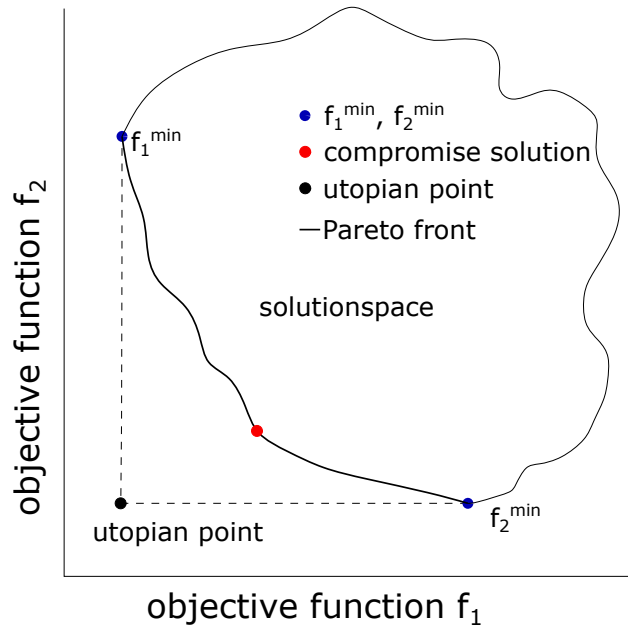 f₁ᵐⁱⁿ
f₁ᵐⁱⁿ, f₂ᵐⁱⁿ
compromise solution
utopian point
Pareto front
solutionspace
objective function f₂
utopian point
f₂ᵐⁱⁿ
objective function f₁